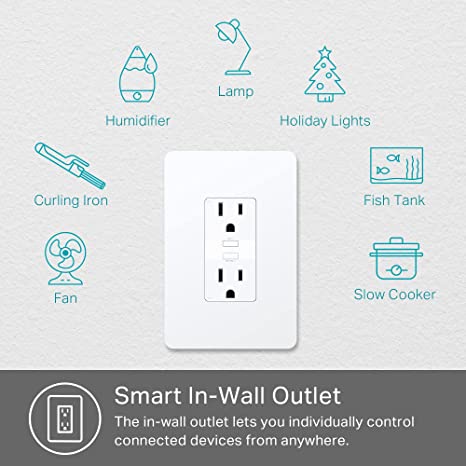 Lamp
Humidifier
Holiday Lights
Curling Iron
Fish Tank
Fan
Slow Cooker
Smart In-Wall Outlet
The in-wall outlet lets you individually control
connected devices from anywhere.